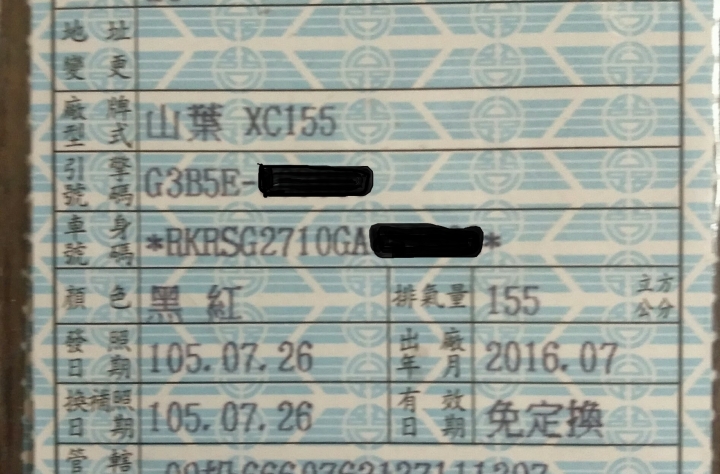 地址變更
廠牌型式 山葉 XC155
引擎號碼 G3B5E-
車身號碼 *RKRSG2710GA *
顏色 黑紅 排氣量 155 立方公分
發照日期 105.07.26 出廠年月 2016.07
換補照日期 105.07.26 有效日期 免定換
管轄